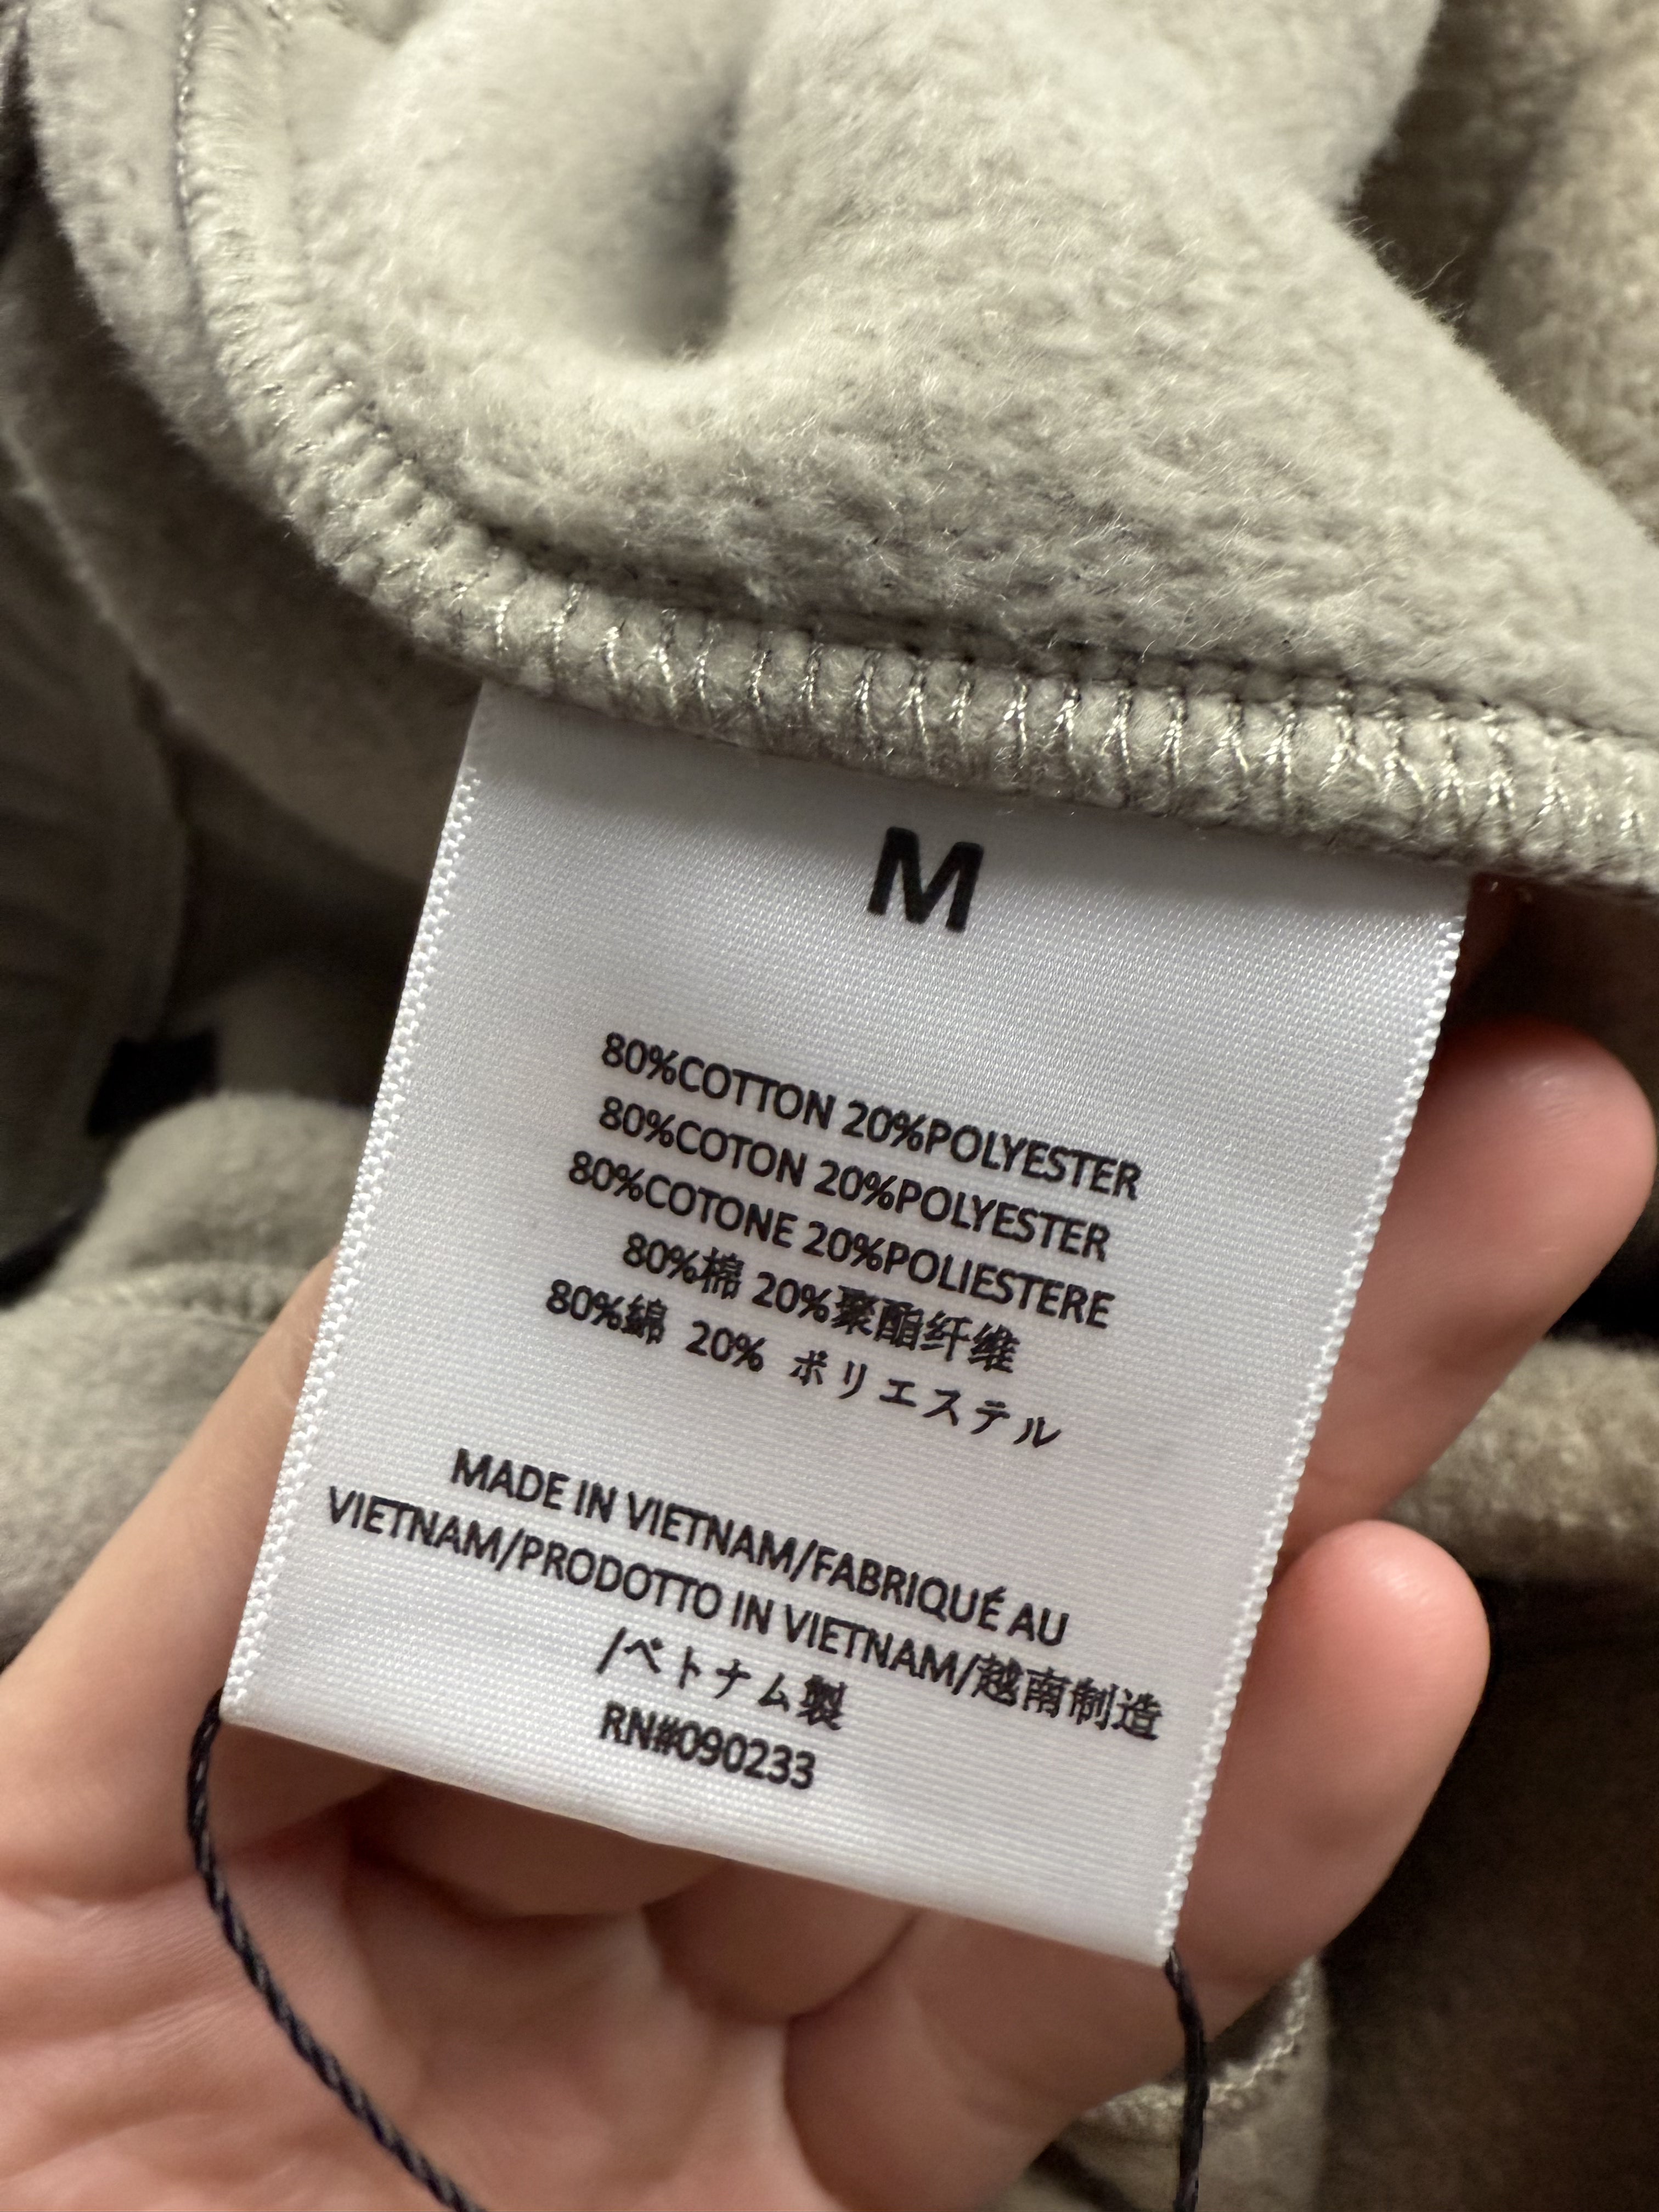 M
80%COTTON 20%POLYESTER
80%COTON 20%POLYESTER
80%COTONE 20%POLIESTERE
80%棉 20%聚酯纤维
80%綿 20% ポリエステル
MADE IN VIETNAM/FABRIQUÉ AU
VIETNAM/PRODOTTO IN VIETNAM/越南制造
/ベトナム製
RN#090233